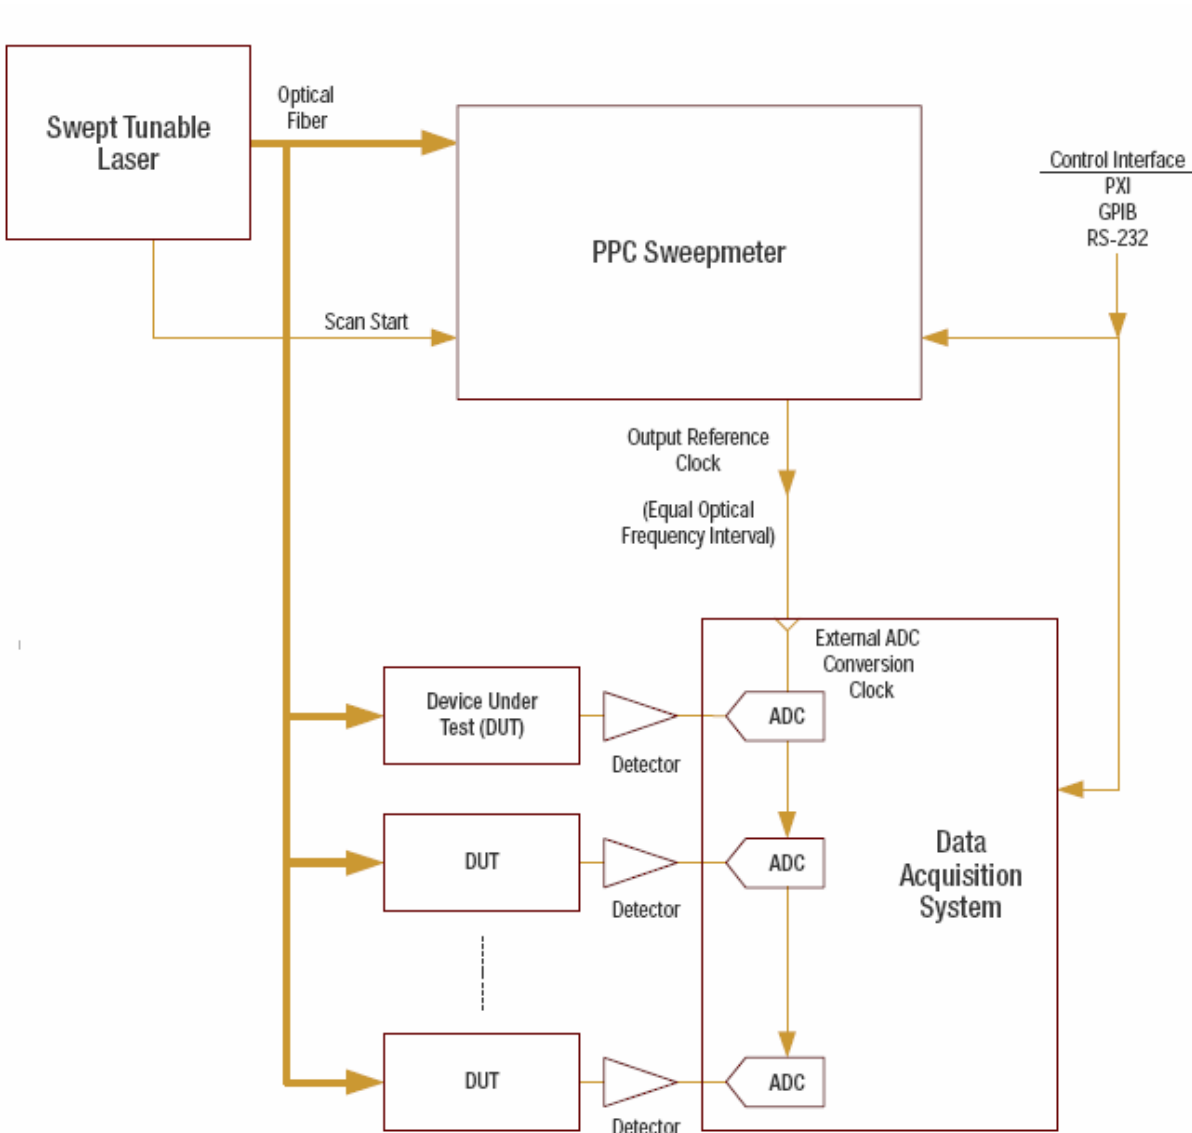 Swept Tunable
Laser
Optical
Fiber
PPC Sweepmeter
Control Interface
PXI
GPIB
RS-232
Scan Start
Output Reference
Clock
(Equal Optical
Frequency Interval)
External ADC
Conversion
Clock
Device Under
Test (DUT)
Detector
ADC
DUT
Detector
ADC
Data
Acquisition
System
DUT
Detector
ADC